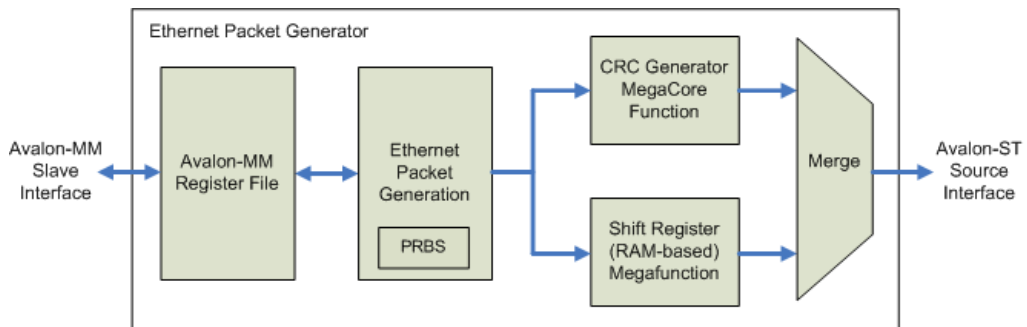 Ethernet Packet Generator
Avalon-MM
Slave
Interface
Avalon-MM
Register File
Ethernet
Packet
Generation
PRBS
CRC Generator
MegaCore
Function
Shift Register
(RAM-based)
Megafunction
Merge
Avalon-ST
Source
Interface